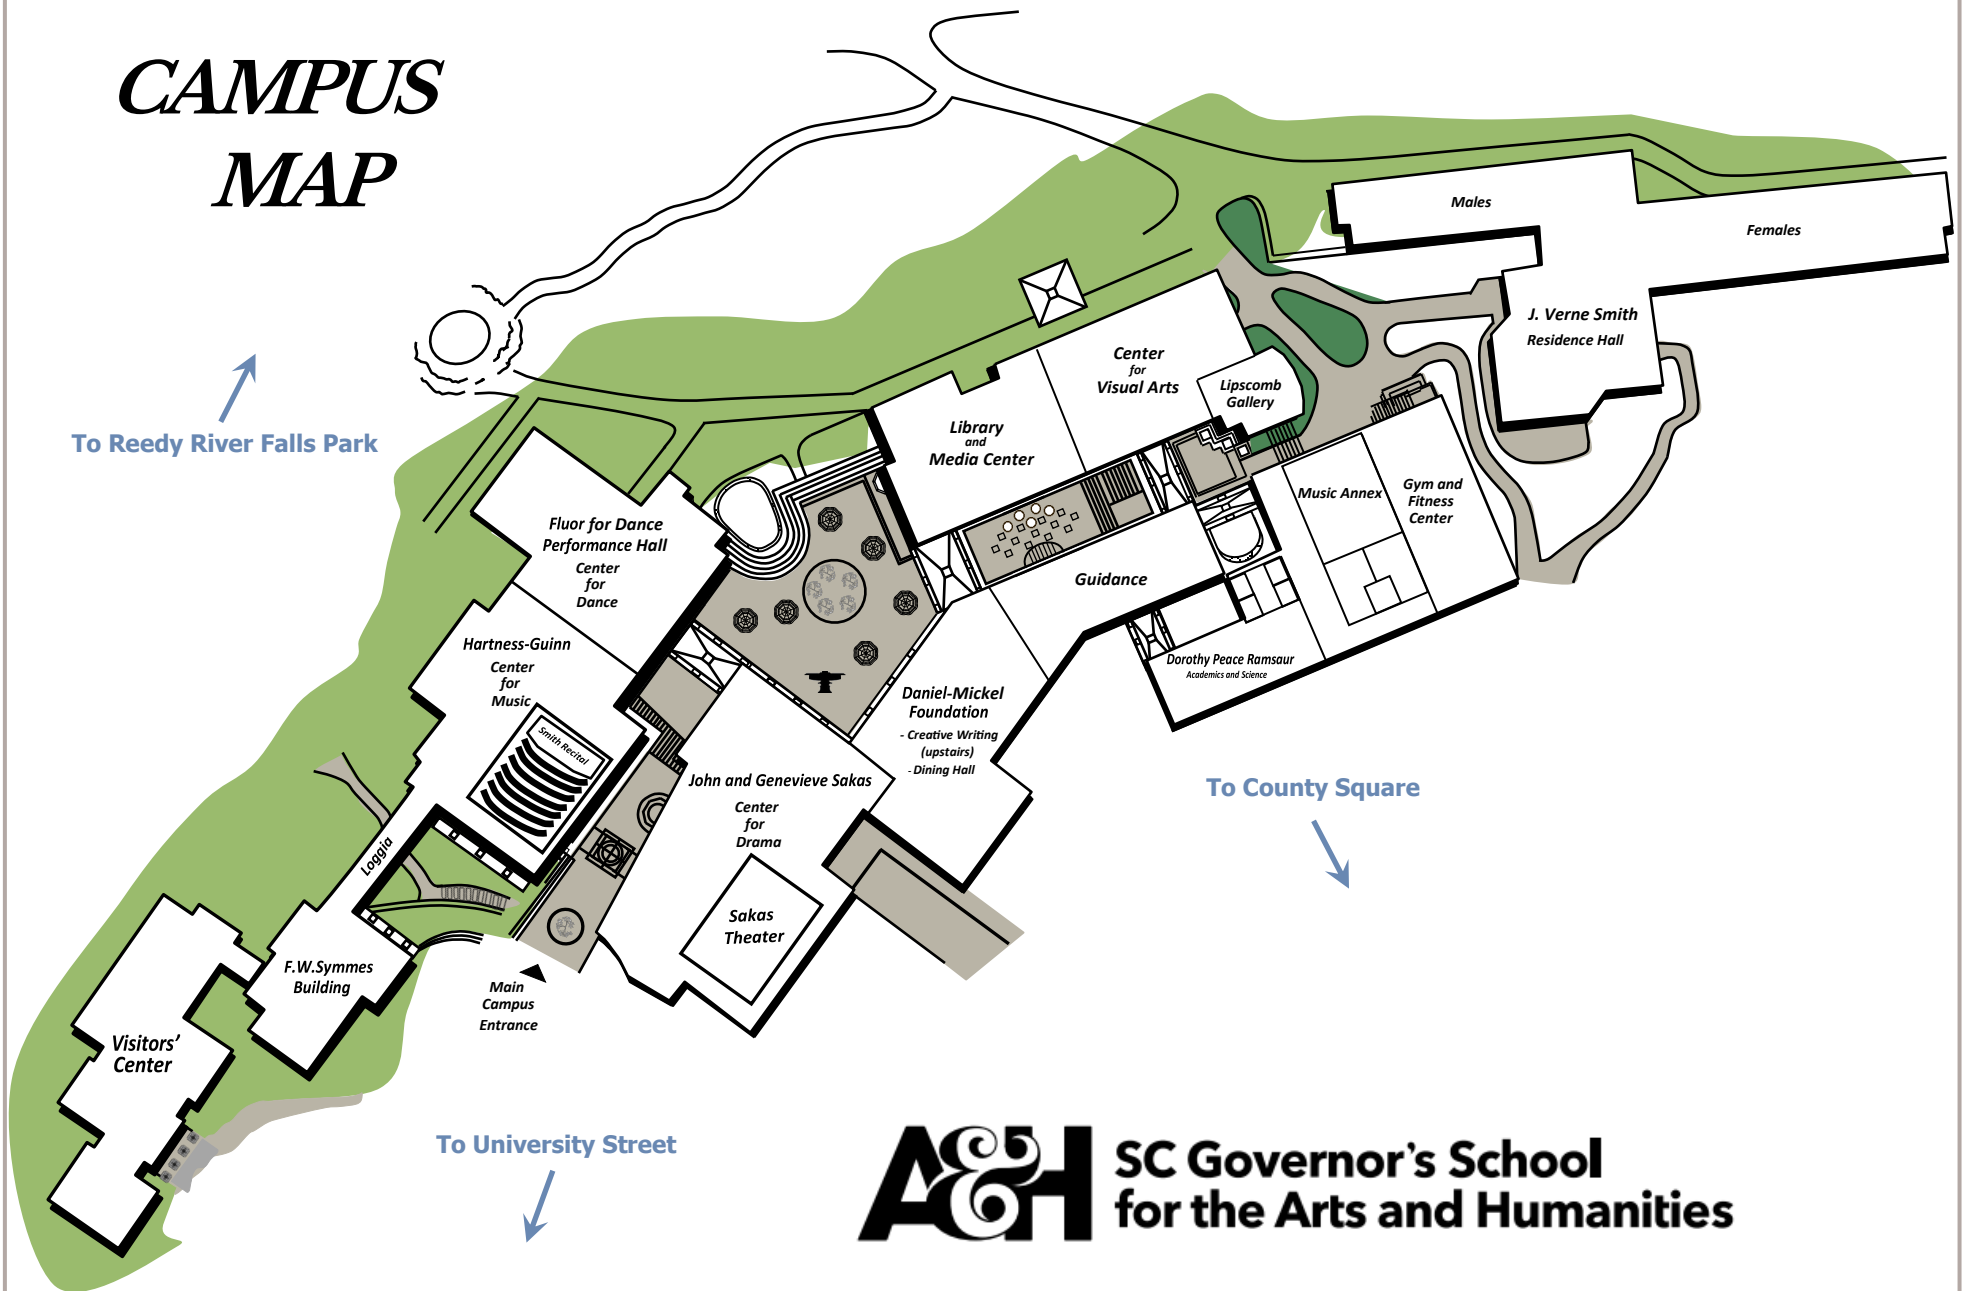 CAMPUS
MAP
Males
Females
J. Verne Smith
Residence Hall
Center
for
Visual Arts
Lipscomb
Gallery
Library
and
Media Center
To Reedy River Falls Park
Music Annex
Gym and
Fitness
Center
Fluor for Dance
Performance Hall
Center
for
Dance
Guidance
Hartness-Guinn
Center
for
Music
Smith Recital
Dorothy Peace Ramsaur
Academics and Science
Daniel-Mickel
Foundation
- Creative Writing
(upstairs)
- Dining Hall
John and Genevieve Sakas
Center
for
Drama
To County Square
Loggia
Sakas
Theater
F.W.Symmes
Building
Main
Campus
Entrance
Visitors’
Center
To University Street
A&H
SC Governor’s School
for the Arts and Humanities